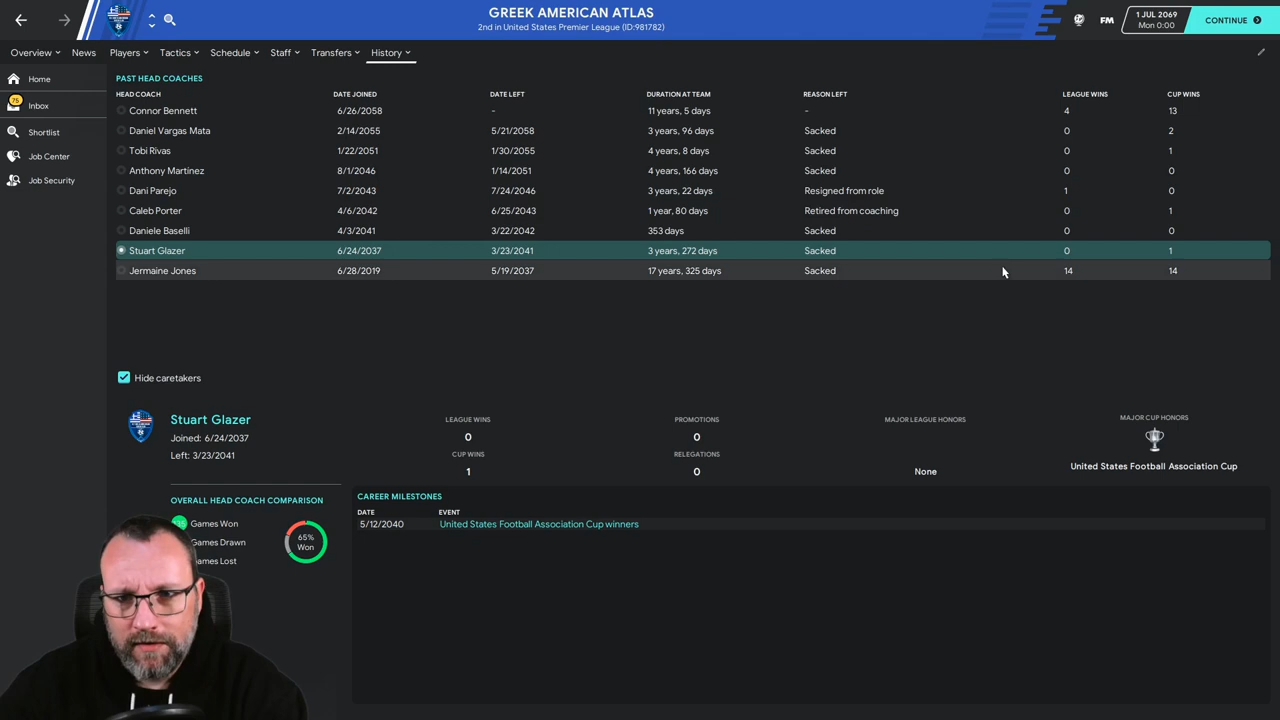 GREEK AMERICAN ATLAS
2nd in United States Premier League (ID:981782)
1 JUL 2069
Mon 0:00
FM
CONTINUE
Overview
News
Players
Tactics
Schedule
Staff
Transfers
History
Home
75
Inbox
Shortlist
Job Center
Job Security
PAST HEAD COACHES
HEAD COACH DATE JOINED DATE LEFT DURATION AT TEAM REASON LEFT LEAGUE WINS CUP WINS
Connor Bennett 6/26/2058 - 11 years, 5 days - 4 13
Daniel Vargas Mata 2/14/2055 5/21/2058 3 years, 96 days Sacked 0 2
Tobi Rivas 1/22/2051 1/30/2055 4 years, 8 days Sacked 0 1
Anthony Martínez 8/1/2046 1/14/2051 4 years, 166 days Sacked 0 0
Dani Parejo 7/2/2043 7/24/2046 3 years, 22 days Resigned from role 1 0
Caleb Porter 4/6/2042 6/25/2043 1 year, 80 days Retired from coaching 0 1
Daniele Baselli 4/3/2041 3/22/2042 353 days Sacked 0 0
Stuart Glazer 6/24/2037 3/23/2041 3 years, 272 days Sacked 0 1
Jermaine Jones 6/28/2019 5/19/2037 17 years, 325 days Sacked 14 14
Hide caretakers
Stuart Glazer
Joined: 6/24/2037
Left: 3/23/2041
LEAGUE WINS
0
CUP WINS
1
PROMOTIONS
0
RELEGATIONS
0
MAJOR LEAGUE HONORS
None
MAJOR CUP HONORS
United States Football Association Cup
OVERALL HEAD COACH COMPARISON
Games Won
Games Drawn
Games Lost
65%
Won
CAREER MILESTONES
DATE EVENT
5/12/2040 United States Football Association Cup winners